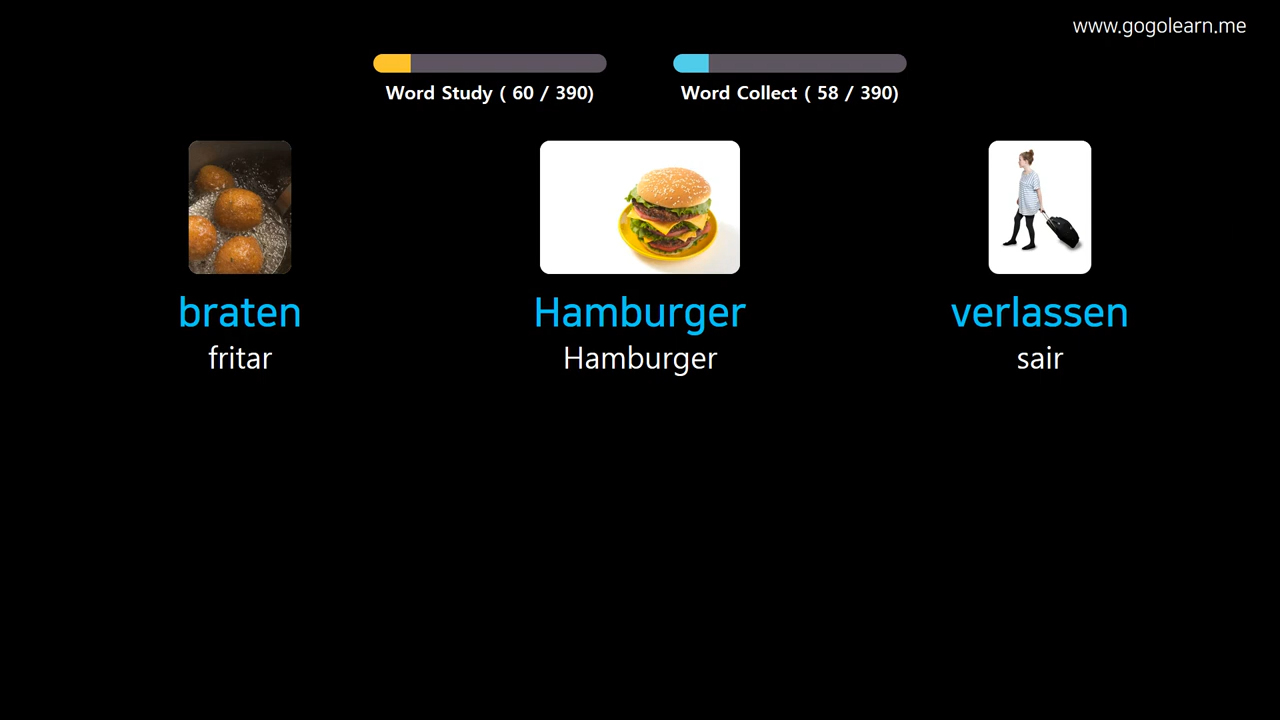 www.gogolearn.me
Word Study ( 60 / 390)
Word Collect ( 58 / 390)
braten
fritar
Hamburger
Hamburger
verlassen
sair